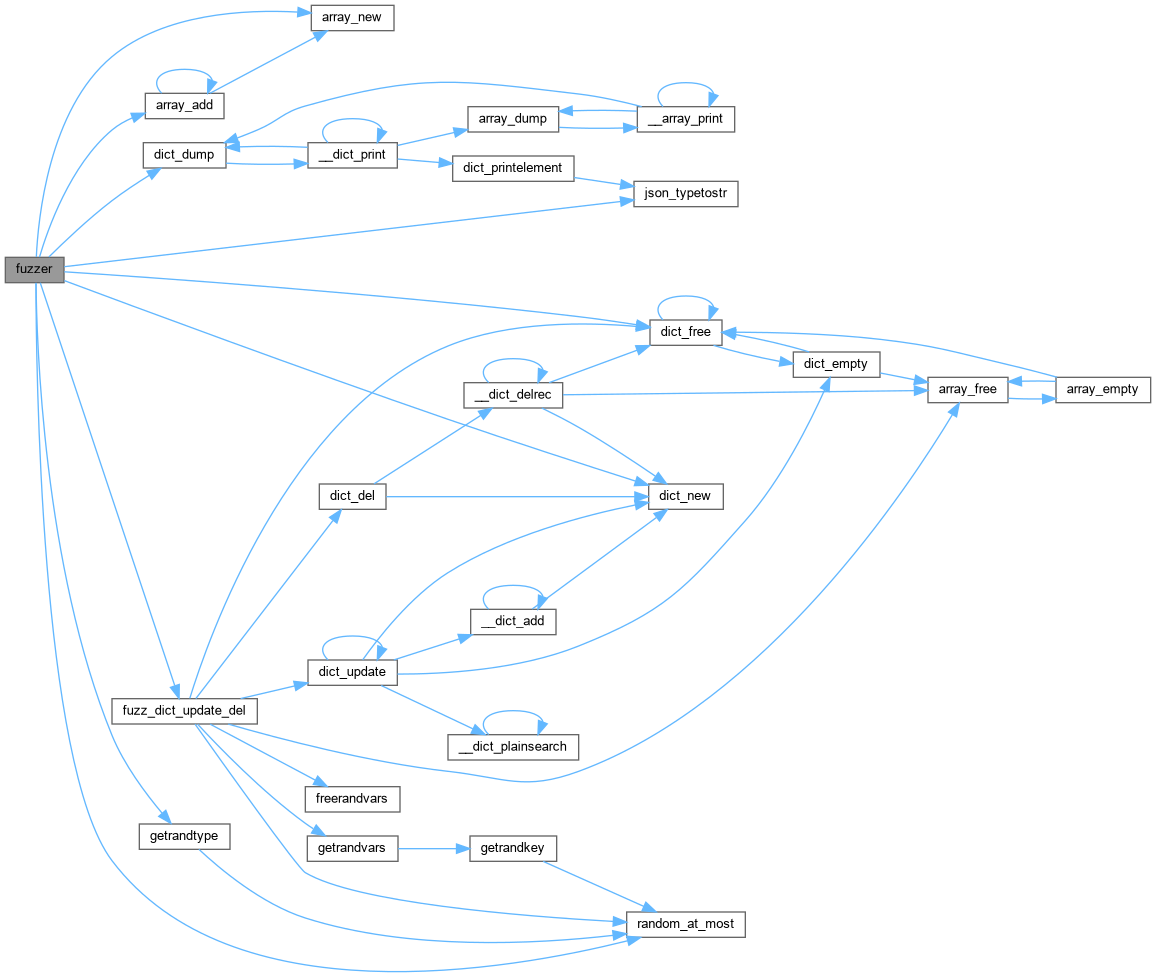 array_new
array_add
array_dump
__array_print
dict_dump
__dict_print
dict_printelement
json_typetostr
fuzzer
dict_free
dict_empty
array_free
array_empty
__dict_delrec
dict_del
dict_new
__dict_add
dict_update
fuzz_dict_update_del
__dict_plainsearch
freerandvars
getrandtype
getrandvars
getrandkey
random_at_most